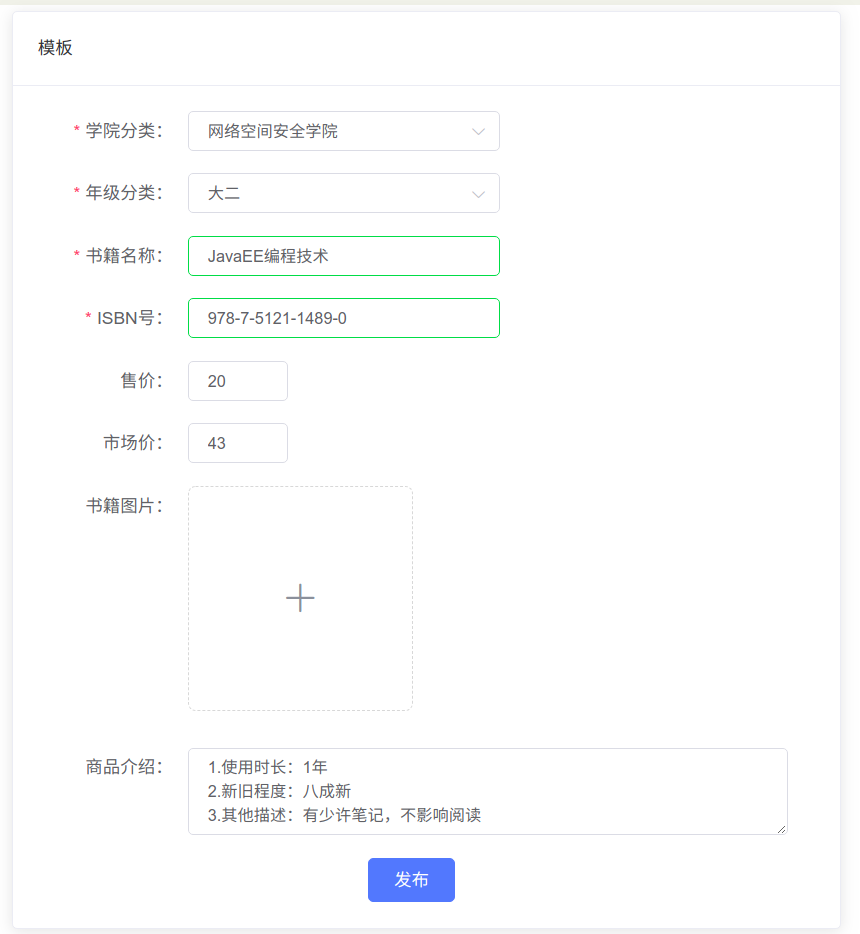 模板
* 学院分类： 网络空间安全学院
* 年级分类： 大二
* 书籍名称： JavaEE编程技术
* ISBN号： 978-7-5121-1489-0
售价： 20
市场价： 43
书籍图片：
商品介绍： 1.使用时长：1年
2.新旧程度：八成新
3.其他描述：有少许笔记，不影响阅读
发布